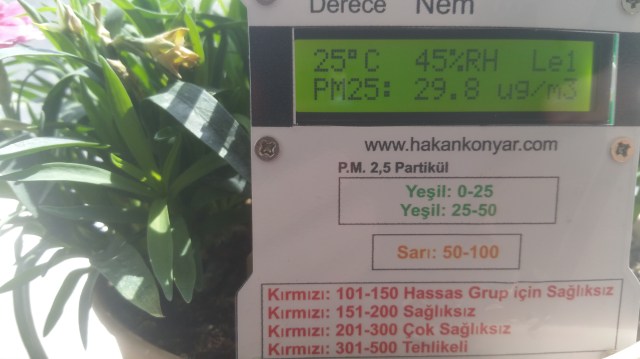 Derece Nem
25°C 45%RH Le1
PM25: 29.8 ug/m3
www.hakankonyar.com
P.M. 2,5 Partikül
Yeşil: 0-25
Yeşil: 25-50
Sarı: 50-100
Kırmızı: 101-150 Hassas Grup için Sağlıksız
Kırmızı: 151-200 Sağlıksız
Kırmızı: 201-300 Çok Sağlıksız
Kırmızı: 301-500 Tehlikeli